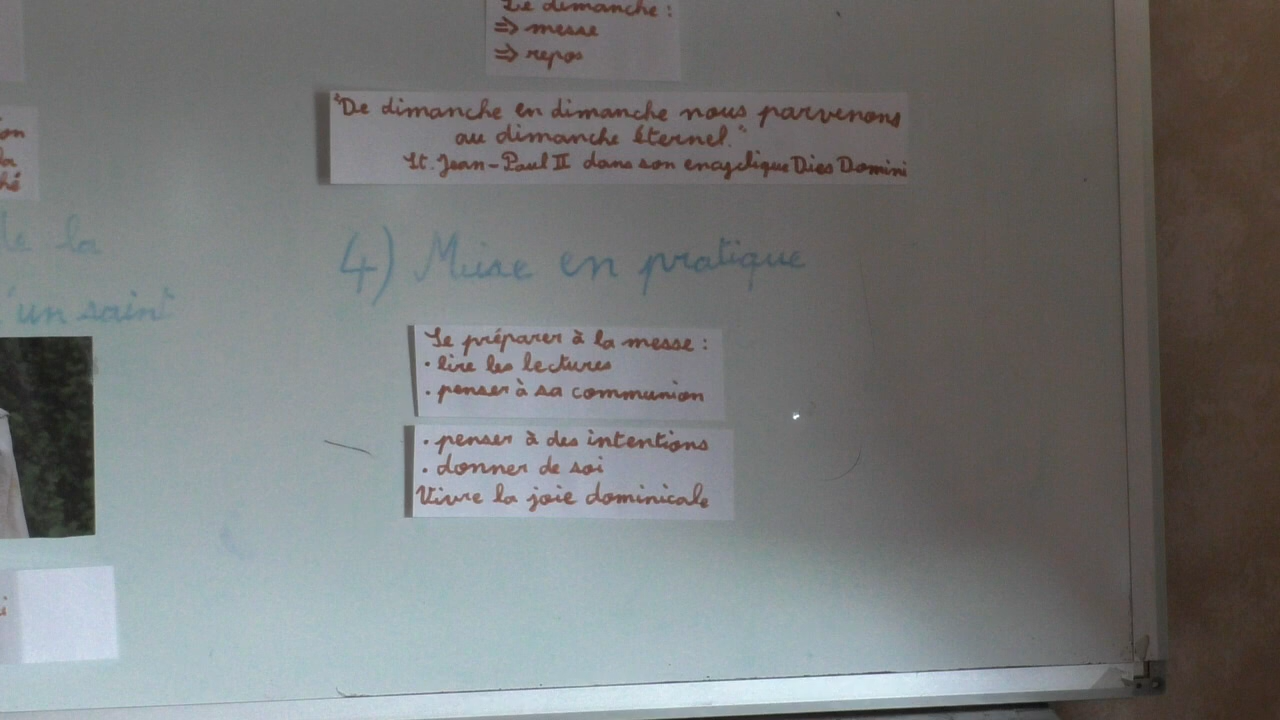 Le dimanche :
⇒ messe
⇒ repos
"De dimanche en dimanche nous parvenons
au dimanche éternel."
St. Jean-Paul II dans son encyclique Dies Domini
de la
un saint
4) Mise en pratique
Se préparer à la messe :
· lire les lectures
· penser à sa communion
· penser à des intentions
· donner de soi
Vivre la joie dominicale